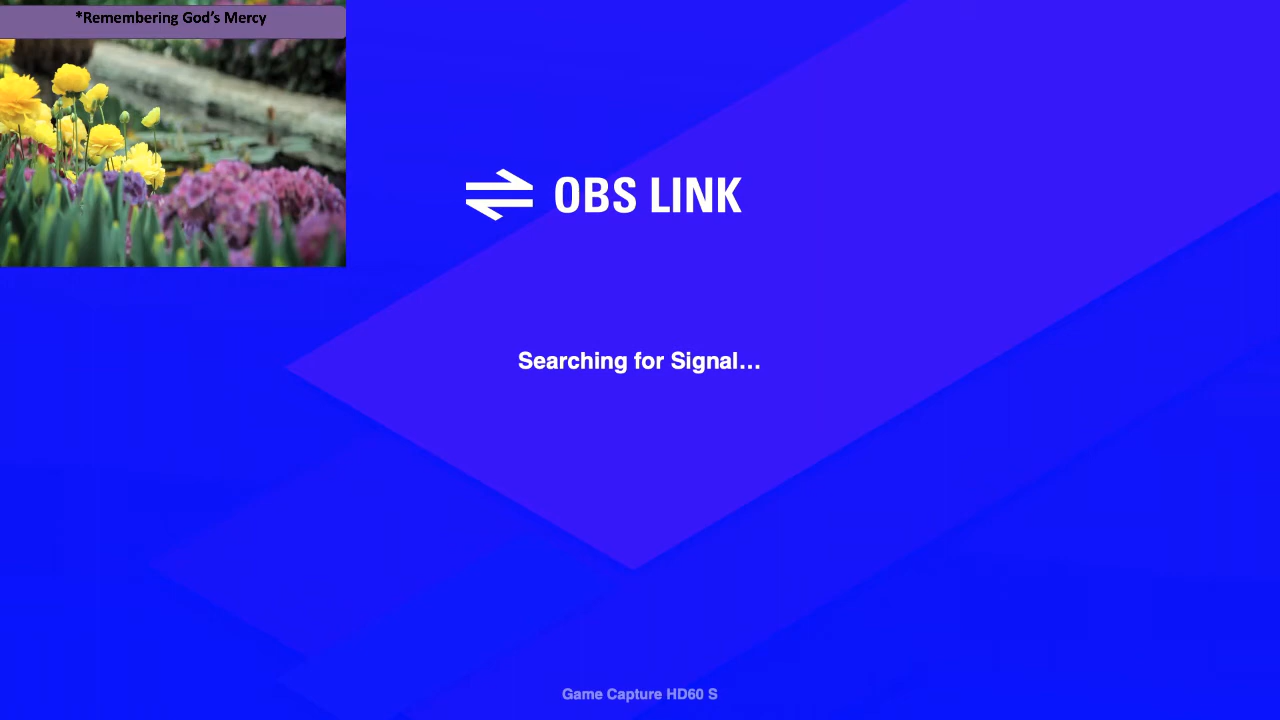 *Remembering God’s Mercy
OBS LINK
Searching for Signal...
Game Capture HD60 S